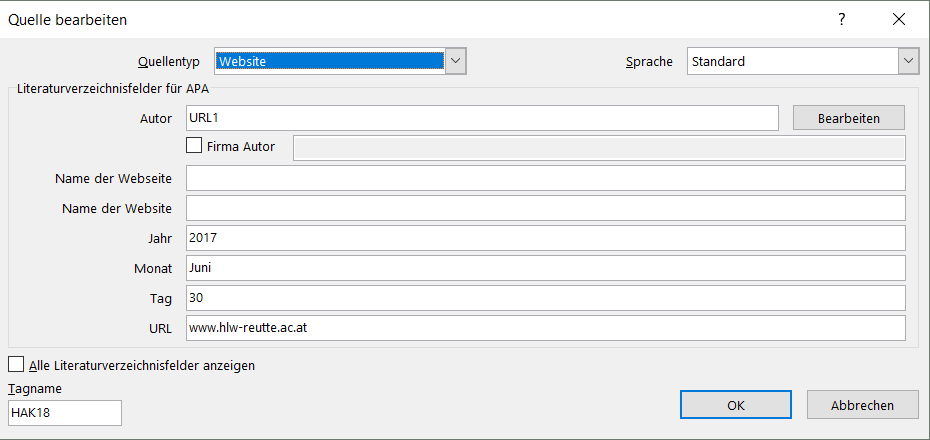 Quelle bearbeiten ?
Quellentyp Website Sprache Standard
Literaturverzeichnisfelder für APA
Autor URL1 Bearbeiten
Firma Autor
Name der Webseite
Name der Website
Jahr 2017
Monat Juni
Tag 30
URL www.hlw-reutte.ac.at
Alle Literaturverzeichnisfelder anzeigen
Tagname
HAK18 OK Abbrechen